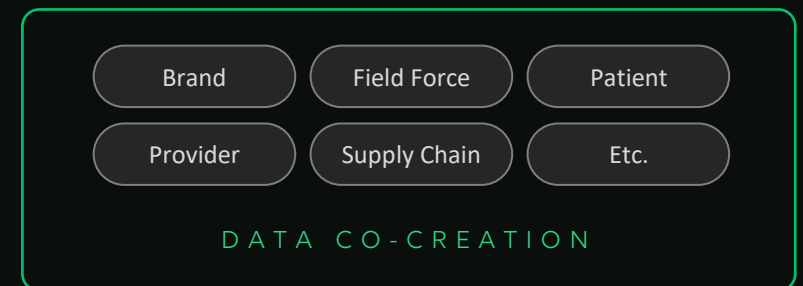 Brand Field Force Patient
Provider Supply Chain Etc.
DATA CO-CREATION